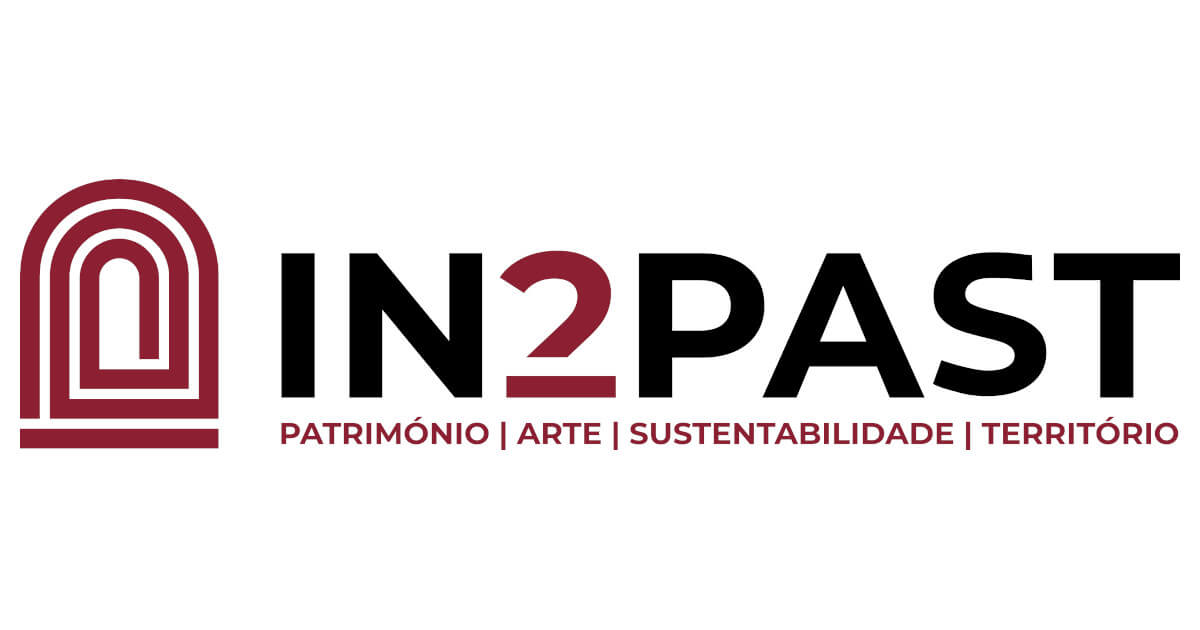 IN2PAST
PATRIMÓNIO | ARTE | SUSTENTABILIDADE | TERRITÓRIO